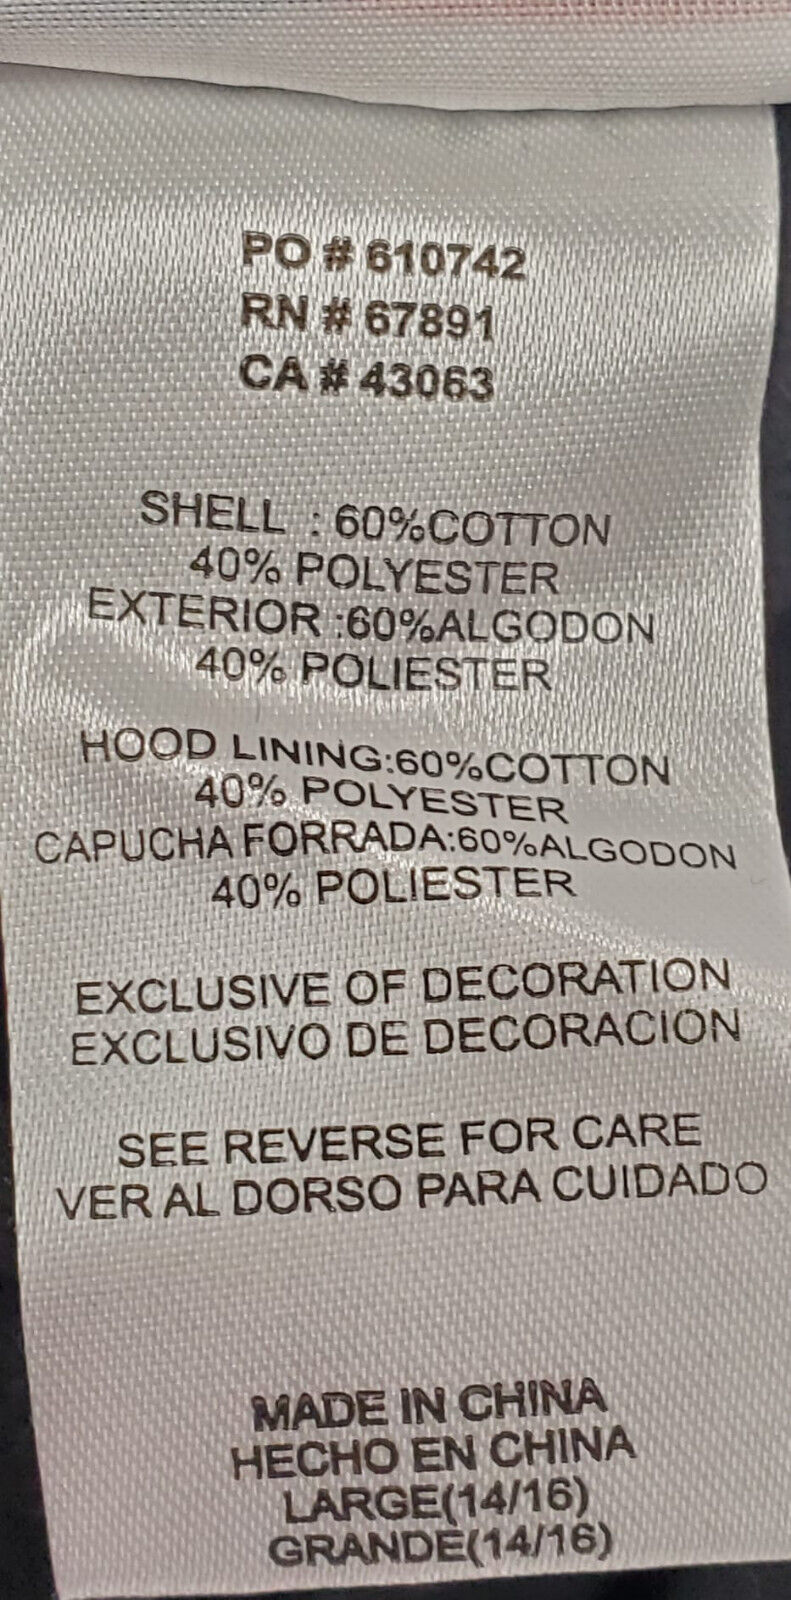 PO # 610742
RN # 67891
CA # 43063
SHELL : 60%COTTON
40% POLYESTER
EXTERIOR :60%ALGODON
40% POLIESTER
HOOD LINING:60%COTTON
40% POLYESTER
CAPUCHA FORRADA:60%ALGODON
40% POLIESTER
EXCLUSIVE OF DECORATION
EXCLUSIVO DE DECORACION
SEE REVERSE FOR CARE
VER AL DORSO PARA CUIDADO
MADE IN CHINA
HECHO EN CHINA
LARGE(14/16)
GRANDE(14/16)